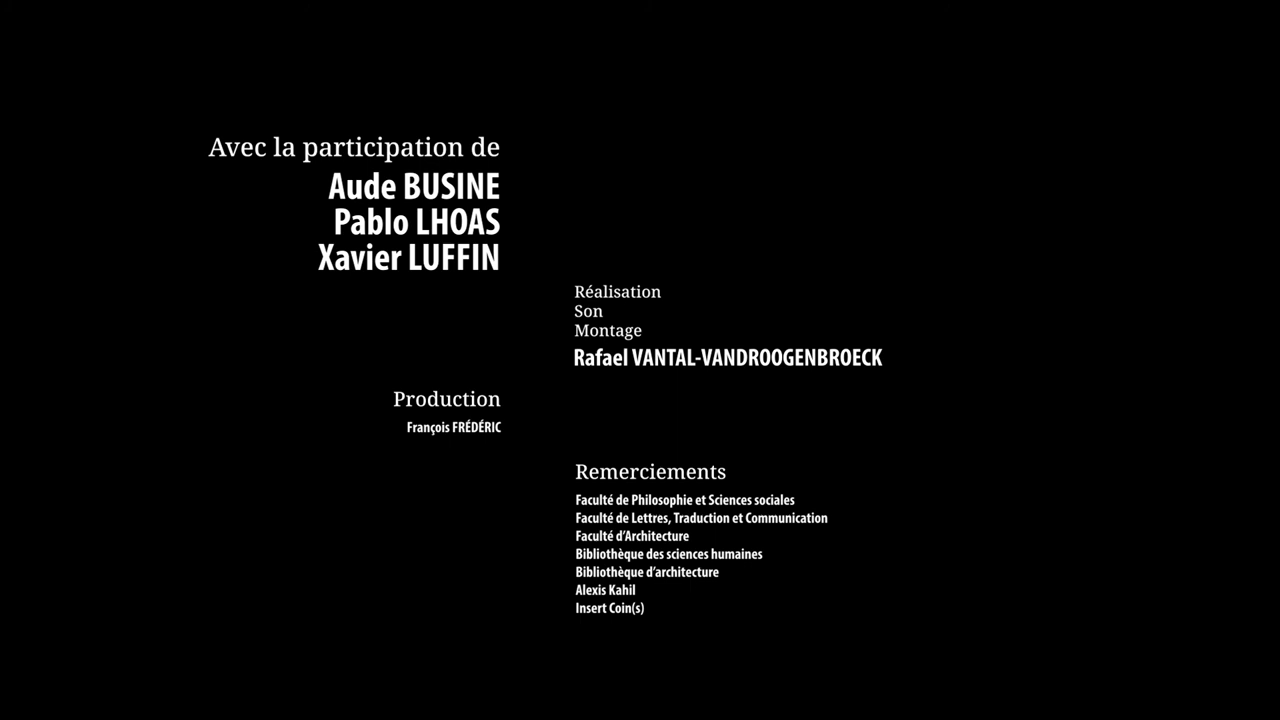 Avec la participation de
Aude BUSINE
Pablo LHOAS
Xavier LUFFIN
Réalisation
Son
Montage
Rafael VANTAL-VANDROOGENBROECK
Production
François FRÉDÉRIC
Remerciements
Faculté de Philosophie et Sciences sociales
Faculté de Lettres, Traduction et Communication
Faculté d'Architecture
Bibliothèque des sciences humaines
Bibliothèque d'architecture
Alexis Kahil
Insert Coin(s)